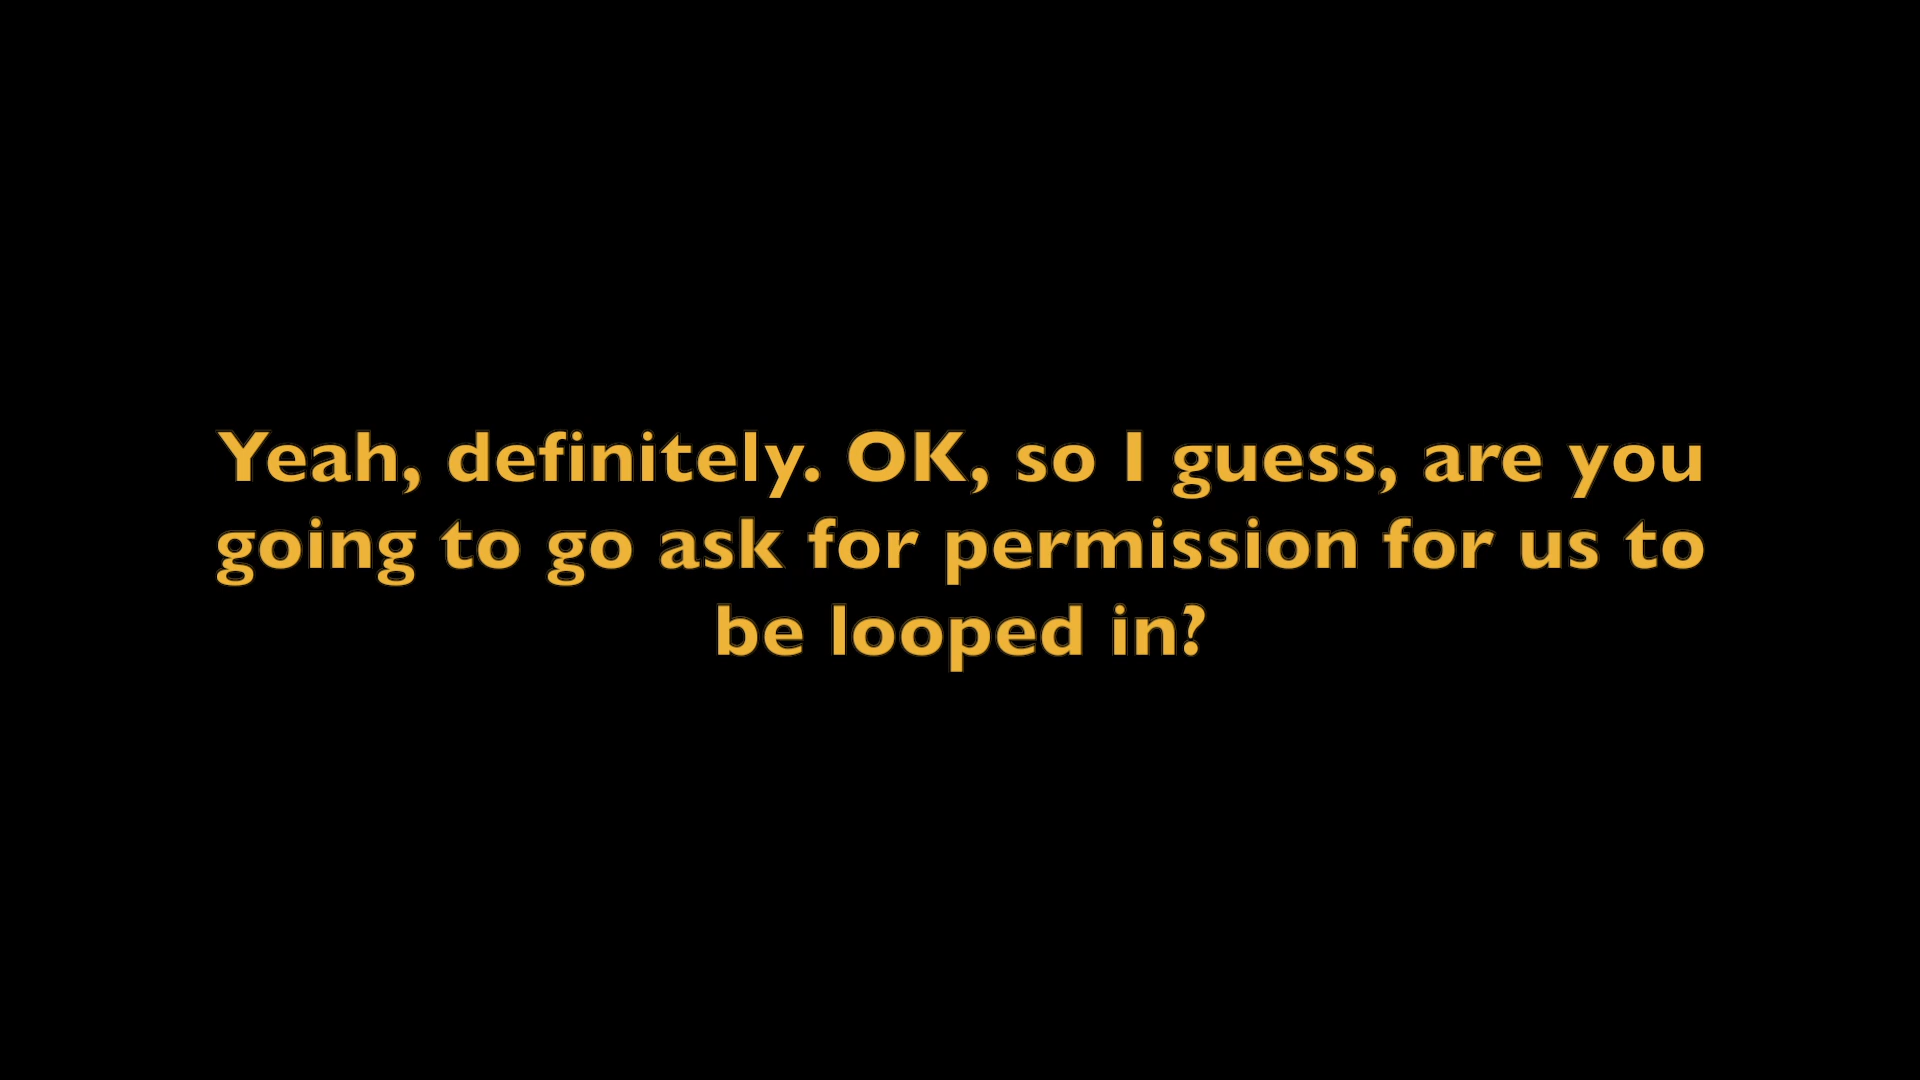 Yeah, definitely. OK, so I guess, are you
going to go ask for permission for us to
be looped in?